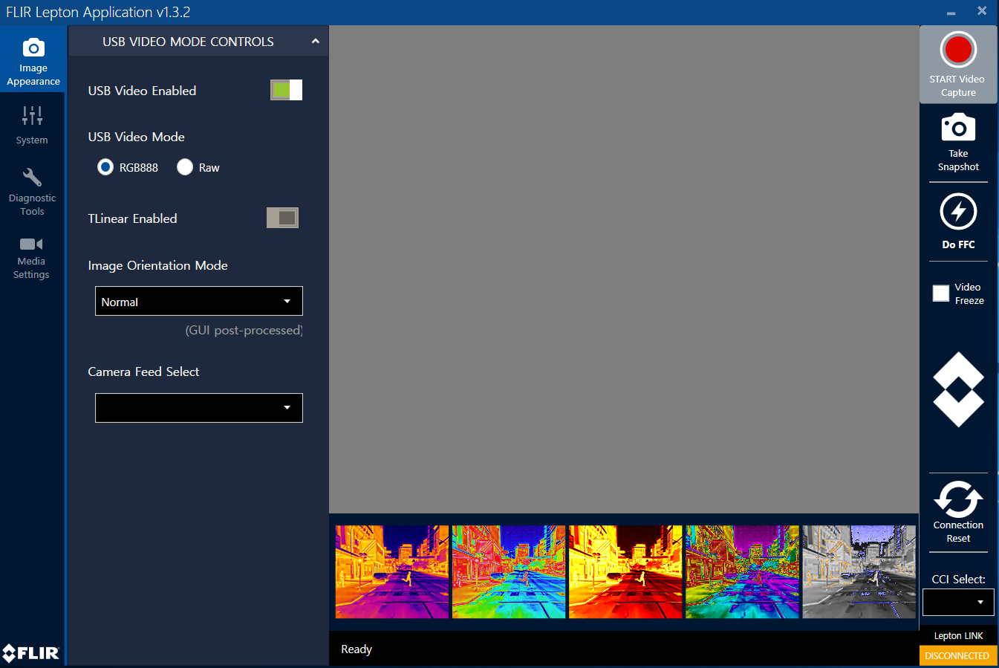 FLIR Lepton Application v1.3.2
Image
Appearance
System
Diagnostic
Tools
Media
Settings
FLIR
USB VIDEO MODE CONTROLS
USB Video Enabled
USB Video Mode
RGB888
Raw
TLinear Enabled
Image Orientation Mode
Normal
(GUI post-processed)
Camera Feed Select
Ready
START Video
Capture
Take
Snapshot
Do FFC
Video
Freeze
Connection
Reset
CCI Select:
Lepton LINK
DISCONNECTED